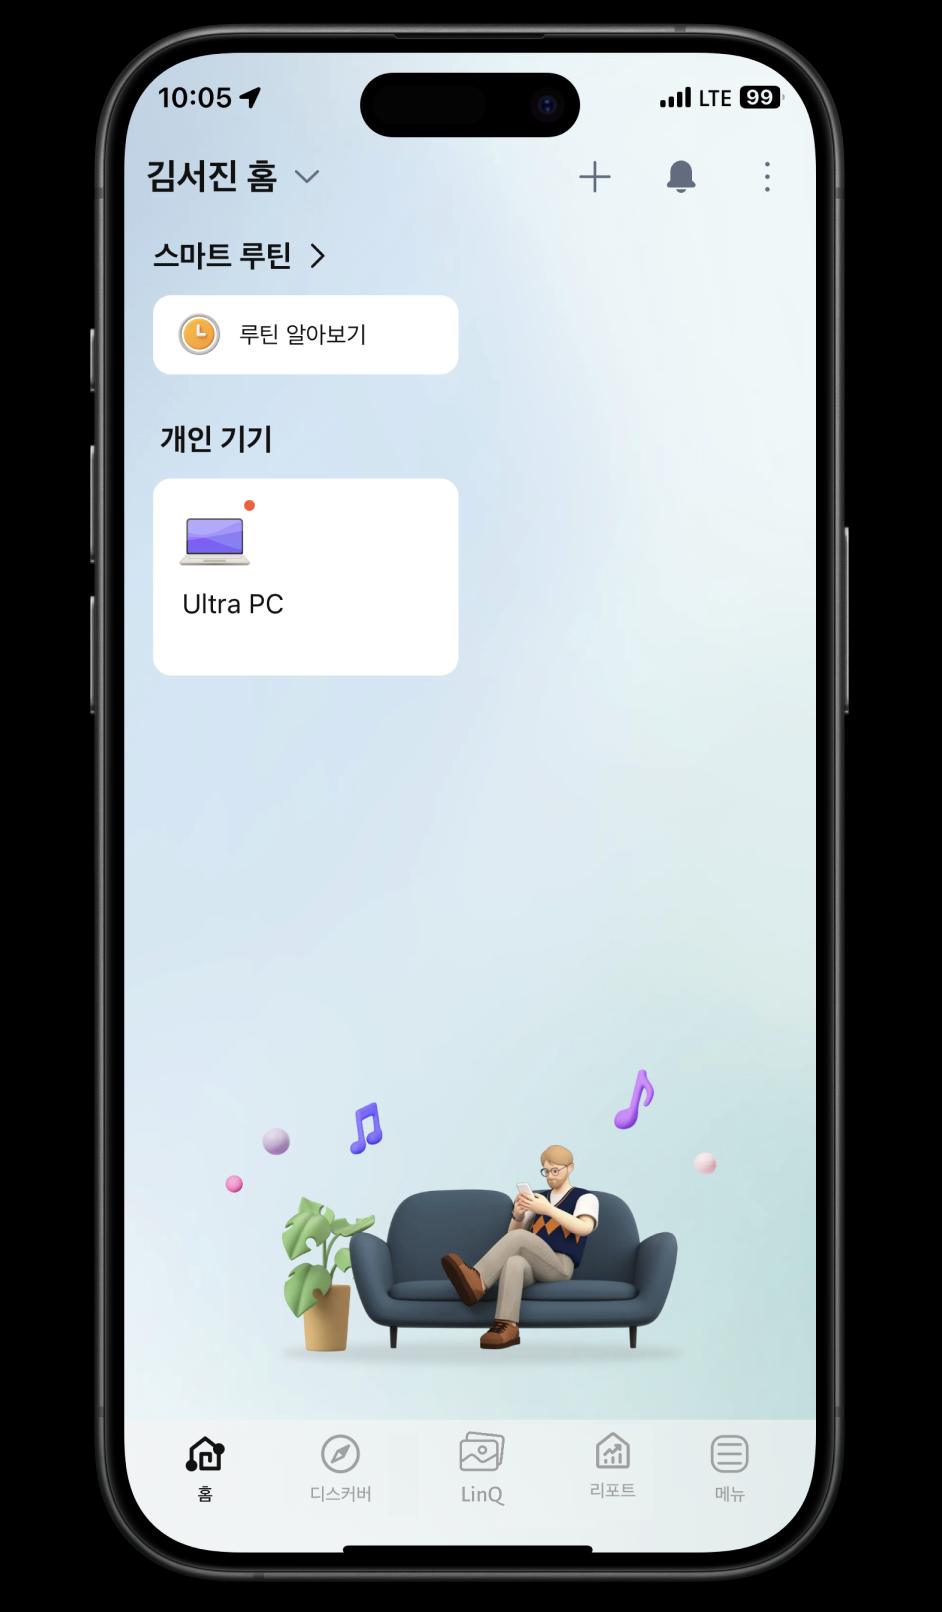 10:05 LTE 99
김서진 홈
스마트 루틴
루틴 알아보기
개인 기기
Ultra PC
홈 디스커버 LinQ 리포트 메뉴